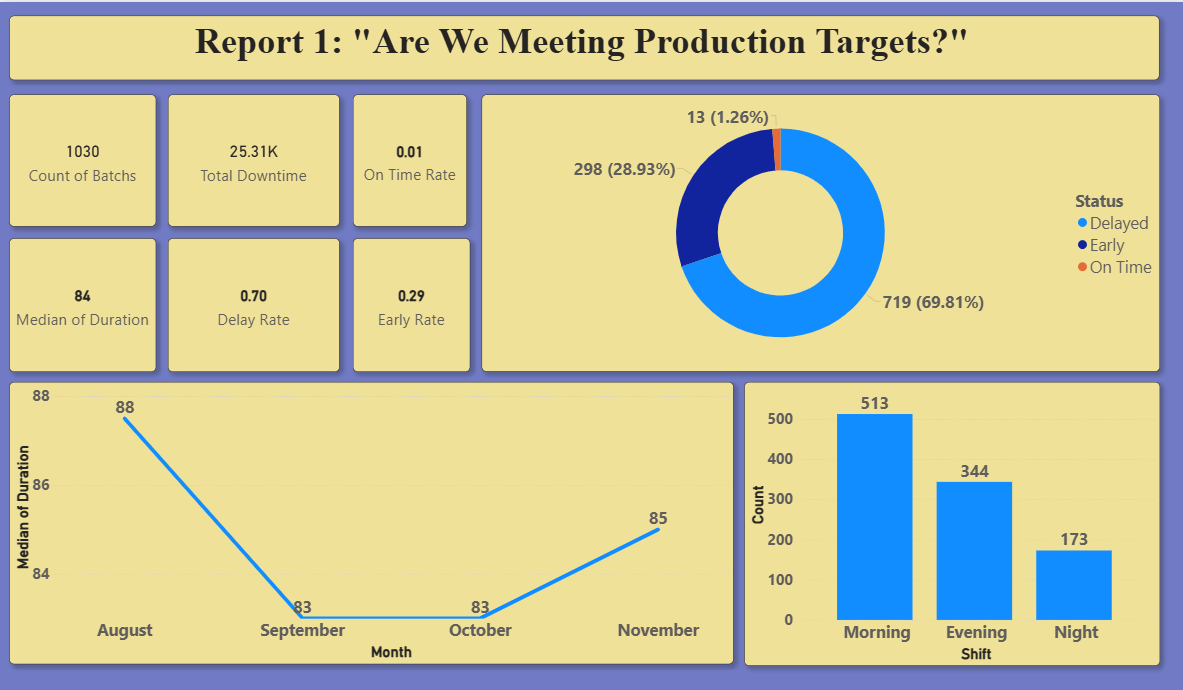 Report 1: "Are We Meeting Production Targets?"
1030
Count of Batchs
25.31K
Total Downtime
0.01
On Time Rate
84
Median of Duration
0.70
Delay Rate
0.29
Early Rate
13 (1.26%)
298 (28.93%)
719 (69.81%)
Status
Delayed
Early
On Time
Median of Duration
88
86
84
88
83
83
85
August September October November
Month
Count
500
400
300
200
100
0
513
344
173
Morning Evening Night
Shift